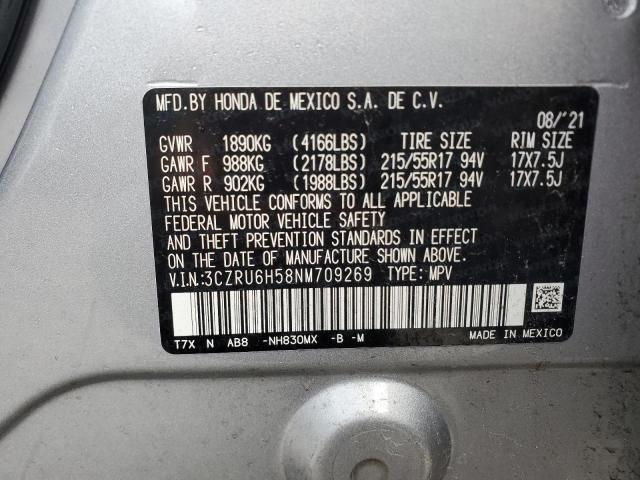 MFD.BY HONDA DE MEXICO S.A. DE C.V.
08/'21
GVWR 1890KG (4166LBS) TIRE SIZE RIM SIZE
GAWR F 988KG (2178LBS) 215/55R17 94V 17X7.5J
GAWR R 902KG (1988LBS) 215/55R17 94V 17X7.5J
THIS VEHICLE CONFORMS TO ALL APPLICABLE
FEDERAL MOTOR VEHICLE SAFETY
AND THEFT PREVENTION STANDARDS IN EFFECT
ON THE DATE OF MANUFACTURE SHOWN ABOVE.
V.I.N:3CZRU6H58NM709269 TYPE: MPV
T7X N AB8 -NH830MX -B -M
MADE IN MEXICO